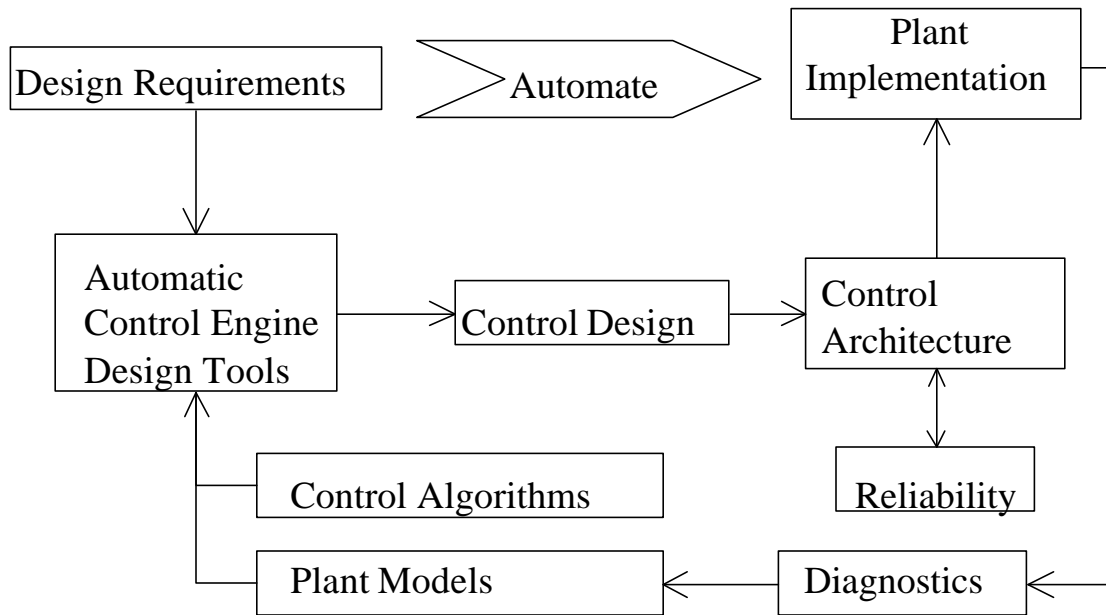 Design Requirements
Automate
Plant
Implementation
Automatic
Control Engine
Design Tools
Control Design
Control
Architecture
Control Algorithms
Reliability
Plant Models
Diagnostics